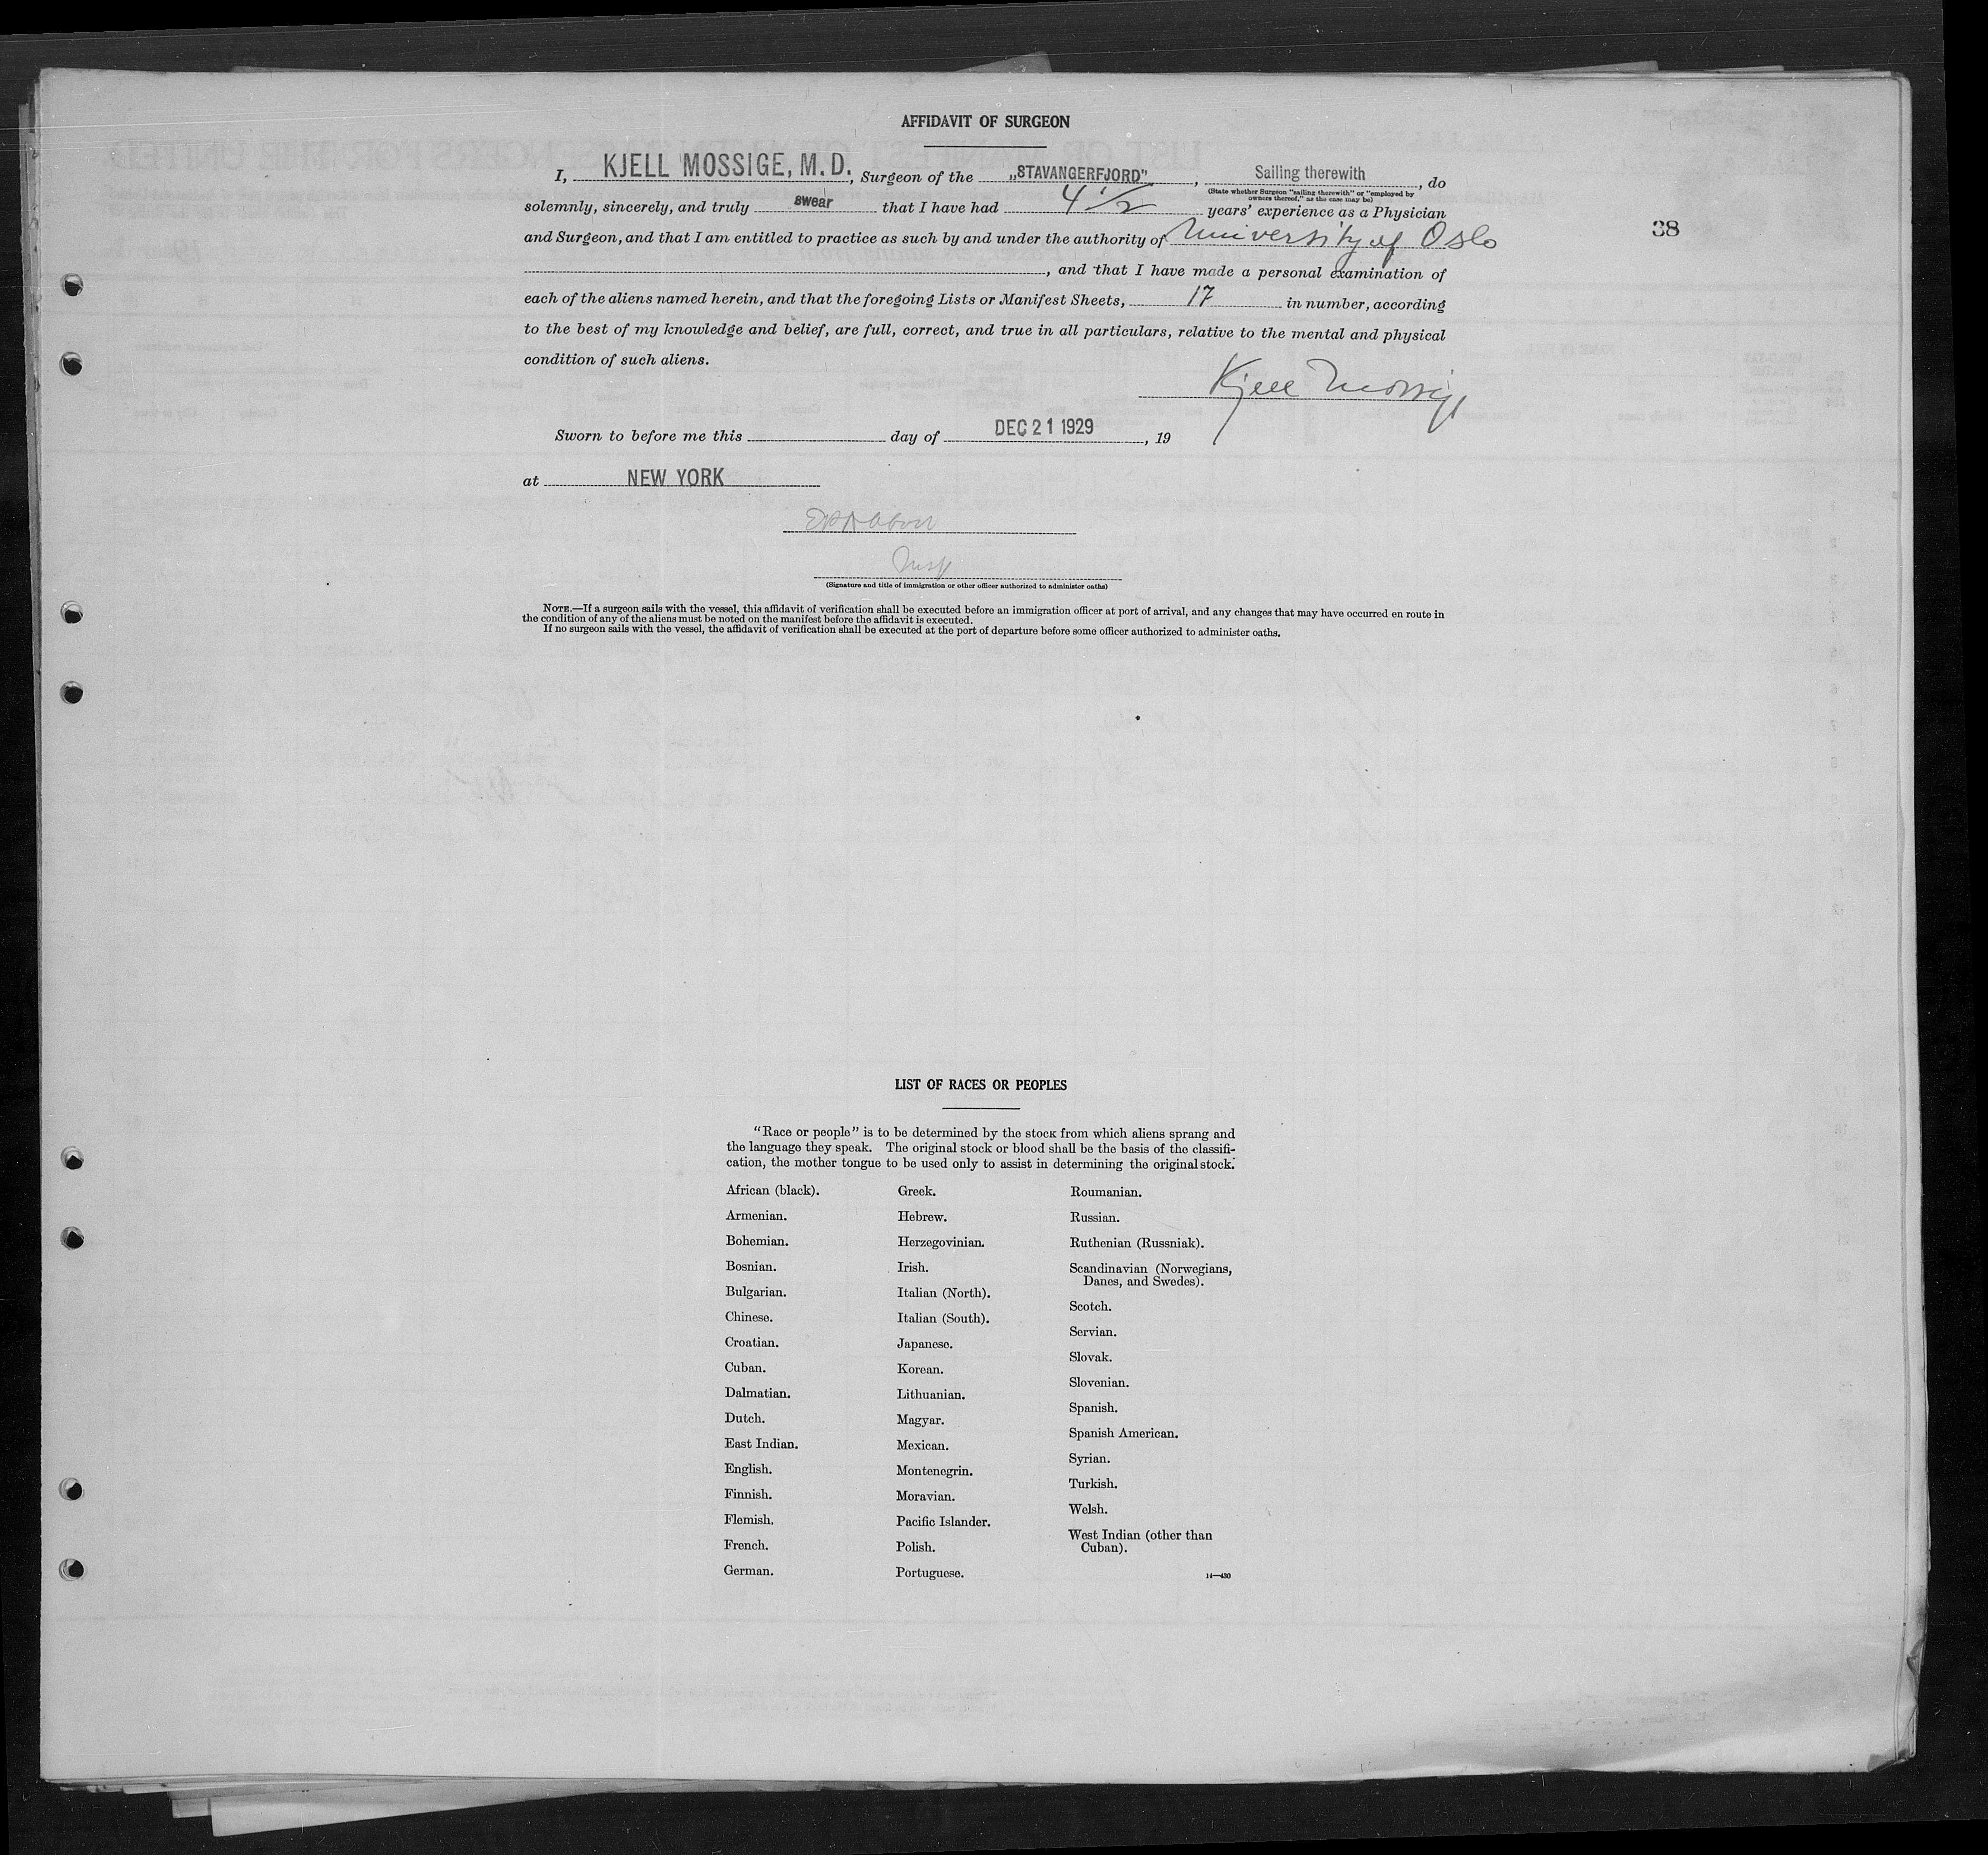 AFFIDAVIT OF SURGEON
I, KJELL MOSSIGE, M.D., Surgeon of the „STAVANGERFJORD", Sailing therewith, do
(State whether Surgeon "sailing therewith" or "employed by
owners thereof," as the case may be)
solemnly, sincerely, and truly swear that I have had 4 1/2 years' experience as a Physician
38
and Surgeon, and that I am entitled to practice as such by and under the authority of University of Oslo
, and that I have made a personal examination of
each of the aliens named herein, and that the foregoing Lists or Manifest Sheets, 17 in number, according
to the best of my knowledge and belief, are full, correct, and true in all particulars, relative to the mental and physical
condition of such aliens.
Kjell Mossige
Sworn to before me this day of DEC 21 1929, 19
at NEW YORK
(Signature and title of immigration or other officer authorized to administer oaths)
NOTE.—If a surgeon sails with the vessel, this affidavit of verification shall be executed before an immigration officer at port of arrival, and any changes that may have occurred en route in
the condition of any of the aliens must be noted on the manifest before the affidavit is executed.
If no surgeon sails with the vessel, the affidavit of verification shall be executed at the port of departure before some officer authorized to administer oaths.
LIST OF RACES OR PEOPLES
"Race or people" is to be determined by the stock from which aliens sprang and
the language they speak. The original stock or blood shall be the basis of the classifi-
cation, the mother tongue to be used only to assist in determining the original stock.
African (black).
Armenian.
Bohemian.
Bosnian.
Bulgarian.
Chinese.
Croatian.
Cuban.
Dalmatian.
Dutch.
East Indian.
English.
Finnish.
Flemish.
French.
German.
Greek.
Hebrew.
Herzegovinian.
Irish.
Italian (North).
Italian (South).
Japanese.
Korean.
Lithuanian.
Magyar.
Mexican.
Montenegrin.
Moravian.
Pacific Islander.
Polish.
Portuguese.
Roumanian.
Russian.
Ruthenian (Russniak).
Scandinavian (Norwegians,
Danes, and Swedes).
Scotch.
Servian.
Slovak.
Slovenian.
Spanish.
Spanish American.
Syrian.
Turkish.
Welsh.
West Indian (other than
Cuban).
14—430